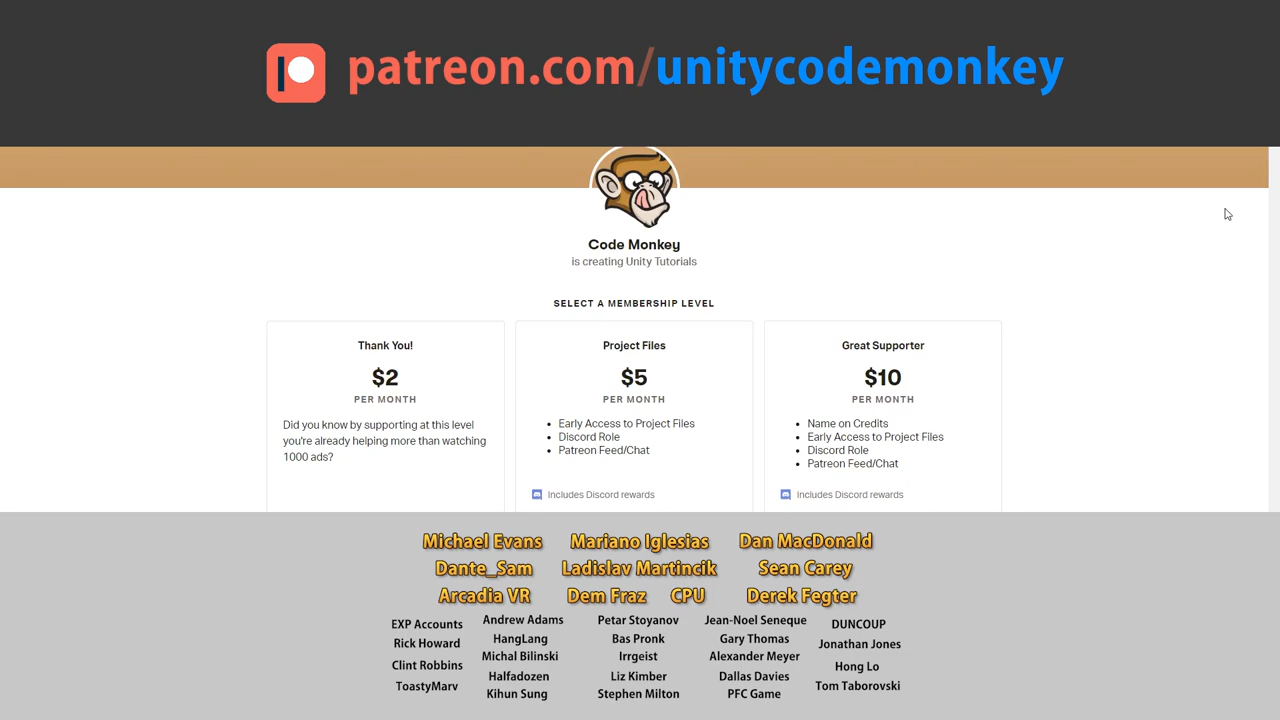 patreon.com/unitycodemonkey
Code Monkey
is creating Unity Tutorials
SELECT A MEMBERSHIP LEVEL
Thank You!
$2
PER MONTH
Did you know by supporting at this level
you're already helping more than watching
1000 ads?
Project Files
$5
PER MONTH
• Early Access to Project Files
• Discord Role
• Patreon Feed/Chat
Includes Discord rewards
Great Supporter
$10
PER MONTH
• Name on Credits
• Early Access to Project Files
• Discord Role
• Patreon Feed/Chat
Includes Discord rewards
Michael Evans Mariano Iglesias Dan MacDonald
Dante_Sam Ladislav Martincik Sean Carey
Arcadia VR Dem Fraz CPU Derek Fegter
EXP Accounts Andrew Adams Petar Stoyanov Jean-Noel Seneque DUNCOUP
Rick Howard HangLang Bas Pronk Gary Thomas Jonathan Jones
Clint Robbins Michal Bilinski Irrgeist Alexander Meyer Hong Lo
ToastyMarv Halfadozen Liz Kimber Dallas Davies Tom Taborovski
Kihun Sung Stephen Milton PFC Game